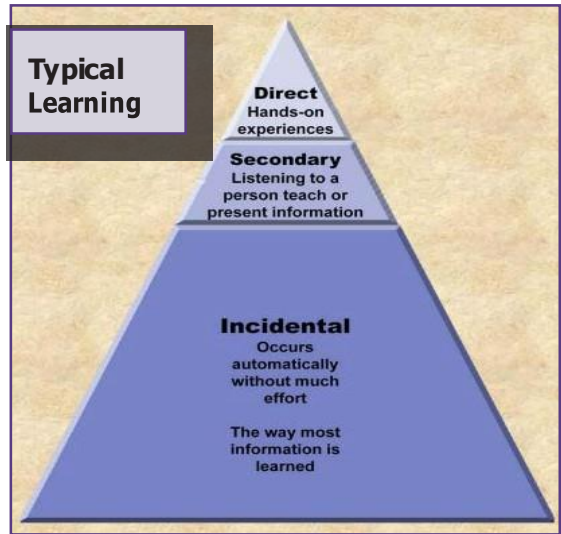 Typical
Learning
Direct
Hands-on
experiences
Secondary
Listening to a
person teach or
present information
Incidental
Occurs
automatically
without much
effort
The way most
information is
learned